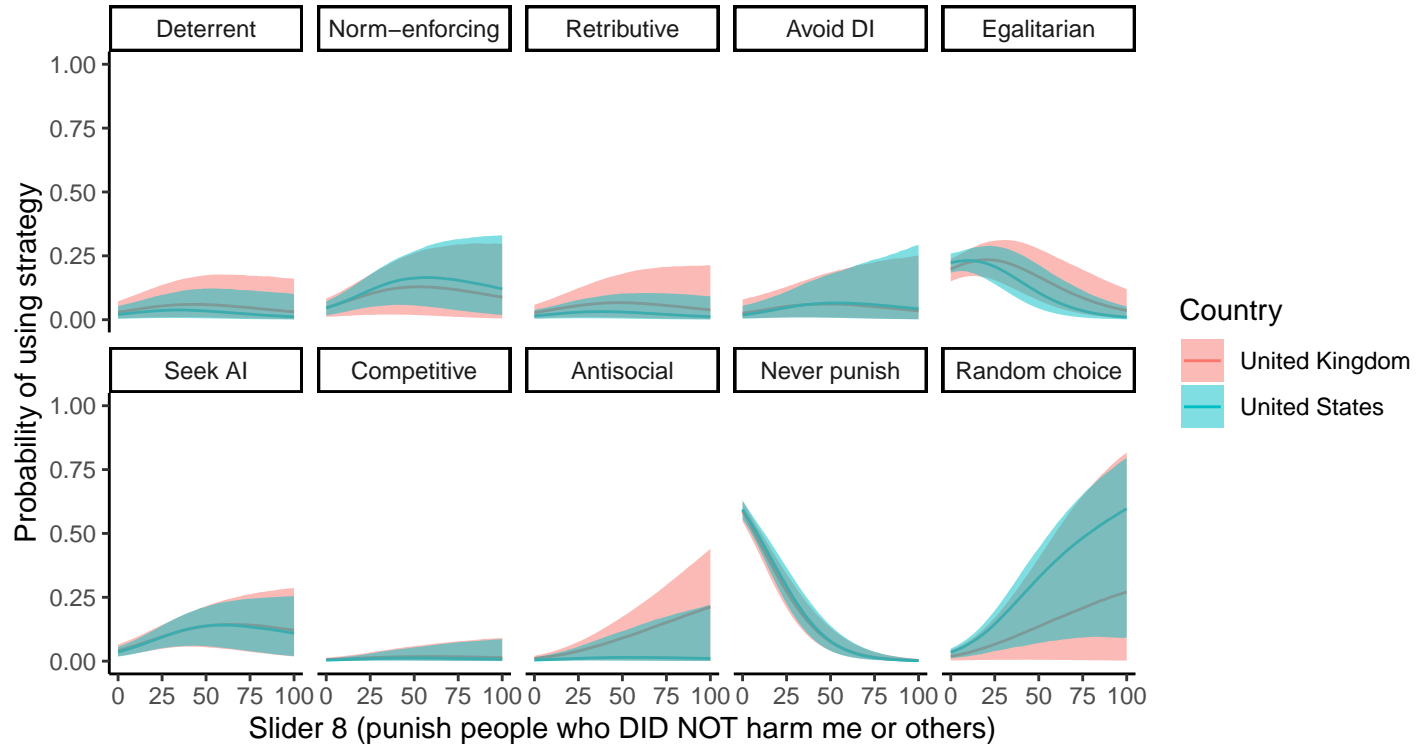 Deterrent Norm−enforcing Retributive Avoid DI Egalitarian
1.00
0.75
0.50
0.25
0.00
Probability of using strategy
Seek AI Competitive Antisocial Never punish Random choice
1.00
0.75
0.50
0.25
0.00
0 25 50 75 100 0 25 50 75 100 0 25 50 75 100 0 25 50 75 100 0 25 50 75 100
Slider 8 (punish people who DID NOT harm me or others)
Country
United Kingdom
United States